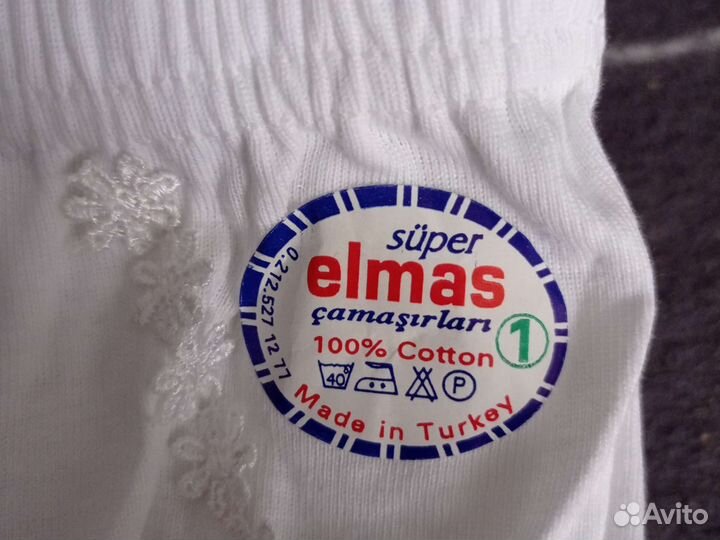 süper
elmas
çamaşırları
100% Cotton
1
40°
P
Made in Turkey
0.212.527 12 77
Avito